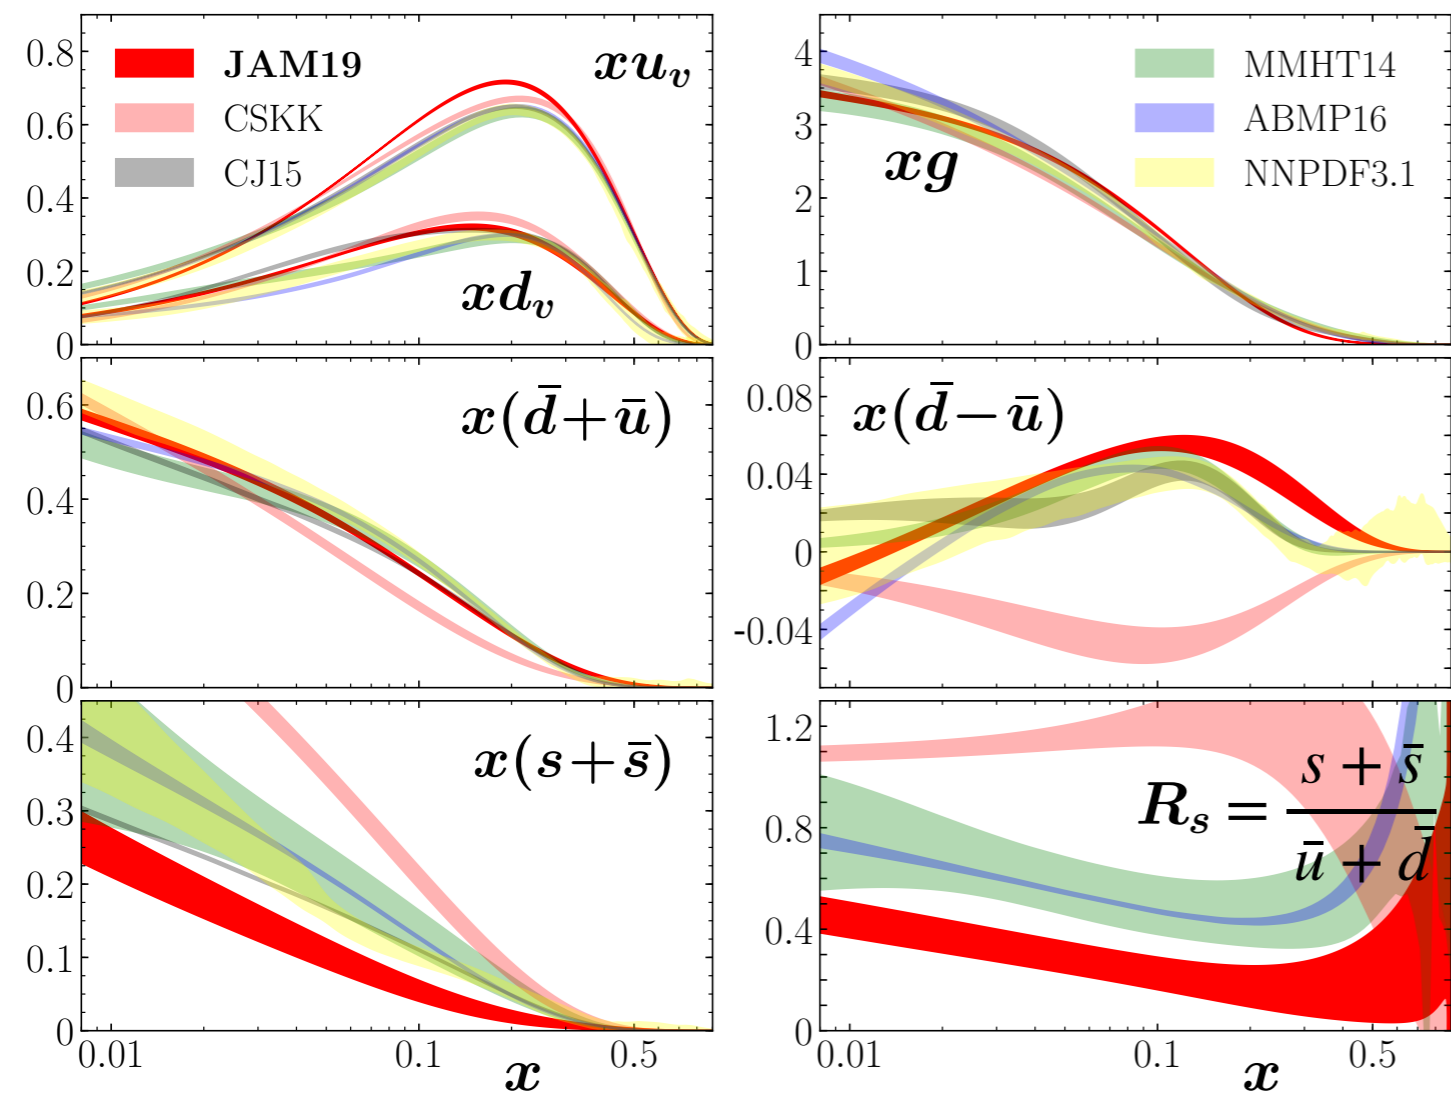 0.8
0.6
0.4
0.2
0
JAM19
CSKK
CJ15
xu_v
xd_v
4
3
2
1
0
MMHT14
ABMP16
NNPDF3.1
xg
0.6
0.4
0.2
0
x(d̄+ū)
0.08
0.04
0
-0.04
x(d̄−ū)
0.4
0.3
0.2
0.1
0
x(s+s̄)
0.01 0.1 0.5
x
1.2
0.8
0.4
0
R_s = (s + s̄)/(ū + d̄)
0.01 0.1 0.5
x